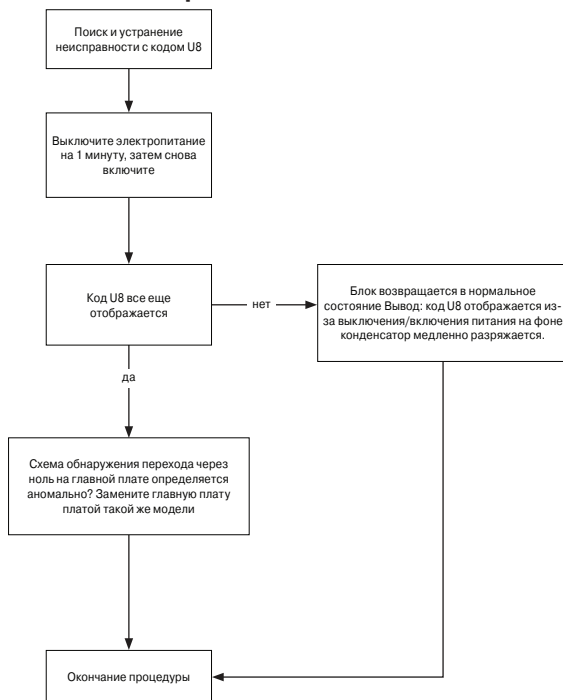 Поиск и устранение
неисправности с кодом U8
Выключите электропитание
на 1 минуту, затем снова
включите
Код U8 все еще
отображается
нет
Блок возвращается в нормальное
состояние Вывод: код U8 отображается из-
за выключения/включения питания на фоне
конденсатор медленно разряжается.
да
Схема обнаружения перехода через
ноль на главной плате определяется
аномально? Замените главную плату
платой такой же модели
Окончание процедуры